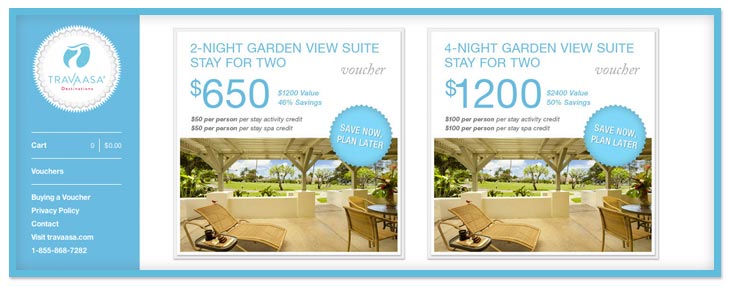 TRAVAASA®
Destinations
Cart 0 $0.00
Vouchers
Buying a Voucher
Privacy Policy
Contact
Visit travaasa.com
1-855-868-7282
2-NIGHT GARDEN VIEW SUITE
STAY FOR TWO
voucher
$650
$1200 Value
46% Savings
$50 per person per stay activity credit
$50 per person per stay spa credit
SAVE NOW,
PLAN LATER
4-NIGHT GARDEN VIEW SUITE
STAY FOR TWO
voucher
$1200
$2400 Value
50% Savings
$100 per person per stay activity credit
$100 per person per stay spa credit
SAVE NOW,
PLAN LATER